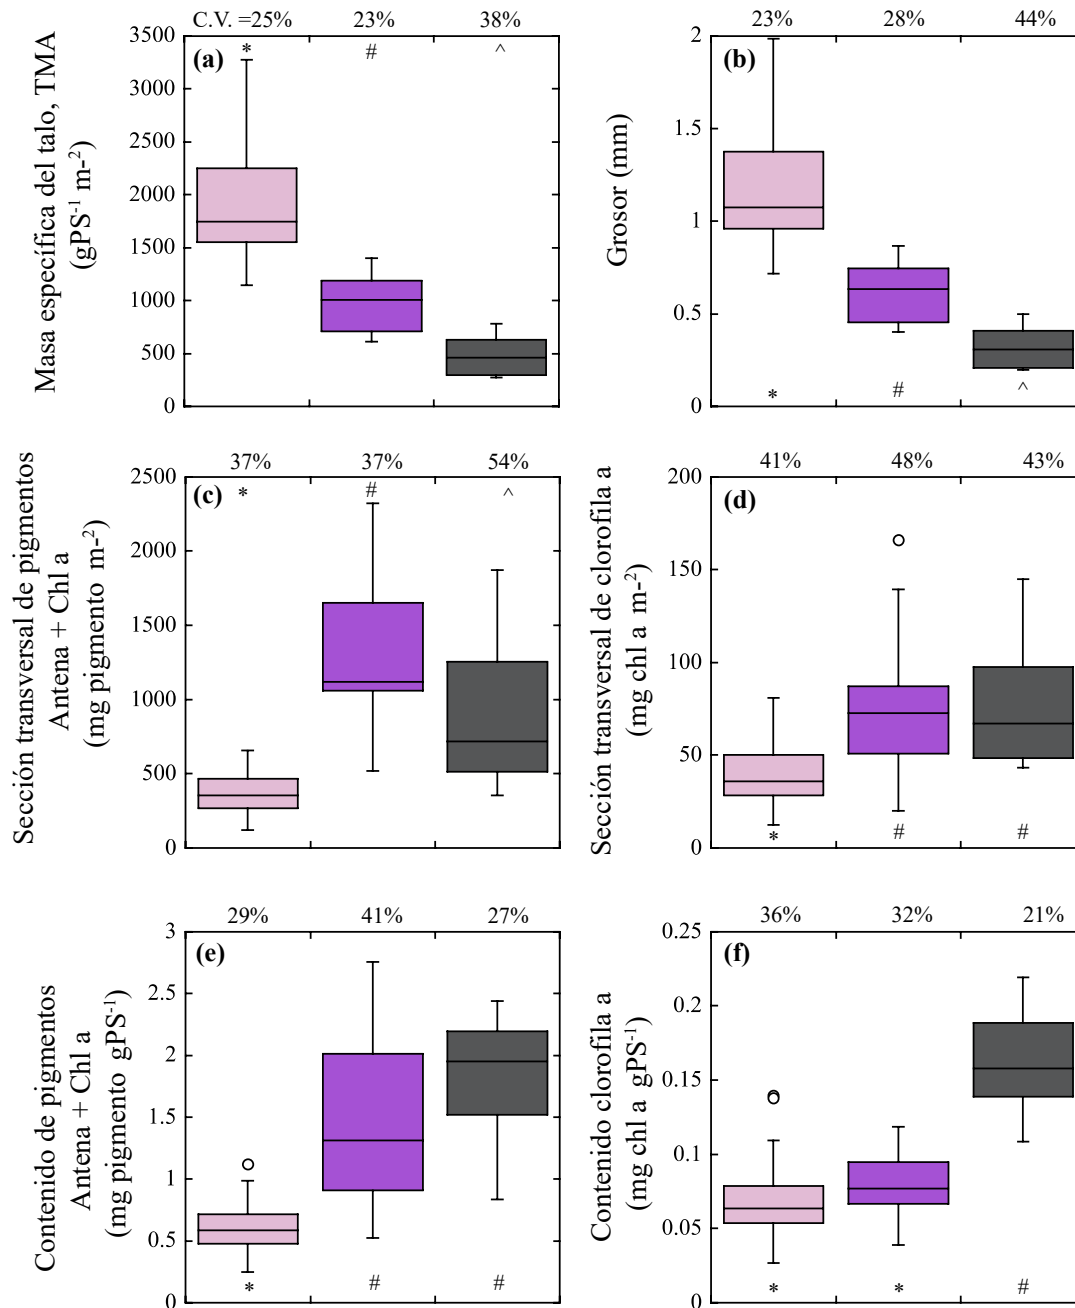 C.V. =25% 23% 38%
(a)
* # ^
3500
3000
2500
2000
1500
1000
500
0
Masa específica del talo, TMA
(gPS-1 m-2)
23% 28% 44%
(b)
2
1.5
1
0.5
0
Grosor (mm)
* # ^
37% 37% 54%
(c)
* # ^
2500
2000
1500
1000
500
0
Sección transversal de pigmentos
Antena + Chl a
(mg pigmento m-2)
41% 48% 43%
(d)
200
150
100
50
0
Sección transversal de clorofila a
(mg chl a m-2)
* # #
29% 41% 27%
(e)
3
2.5
2
1.5
1
0.5
0
Contenido de pigmentos
Antena + Chl a
(mg pigmento gPS-1)
* # #
36% 32% 21%
(f)
0.25
0.2
0.15
0.1
0.05
0
Contenido clorofila a
(mg chl a gPS-1)
* * #